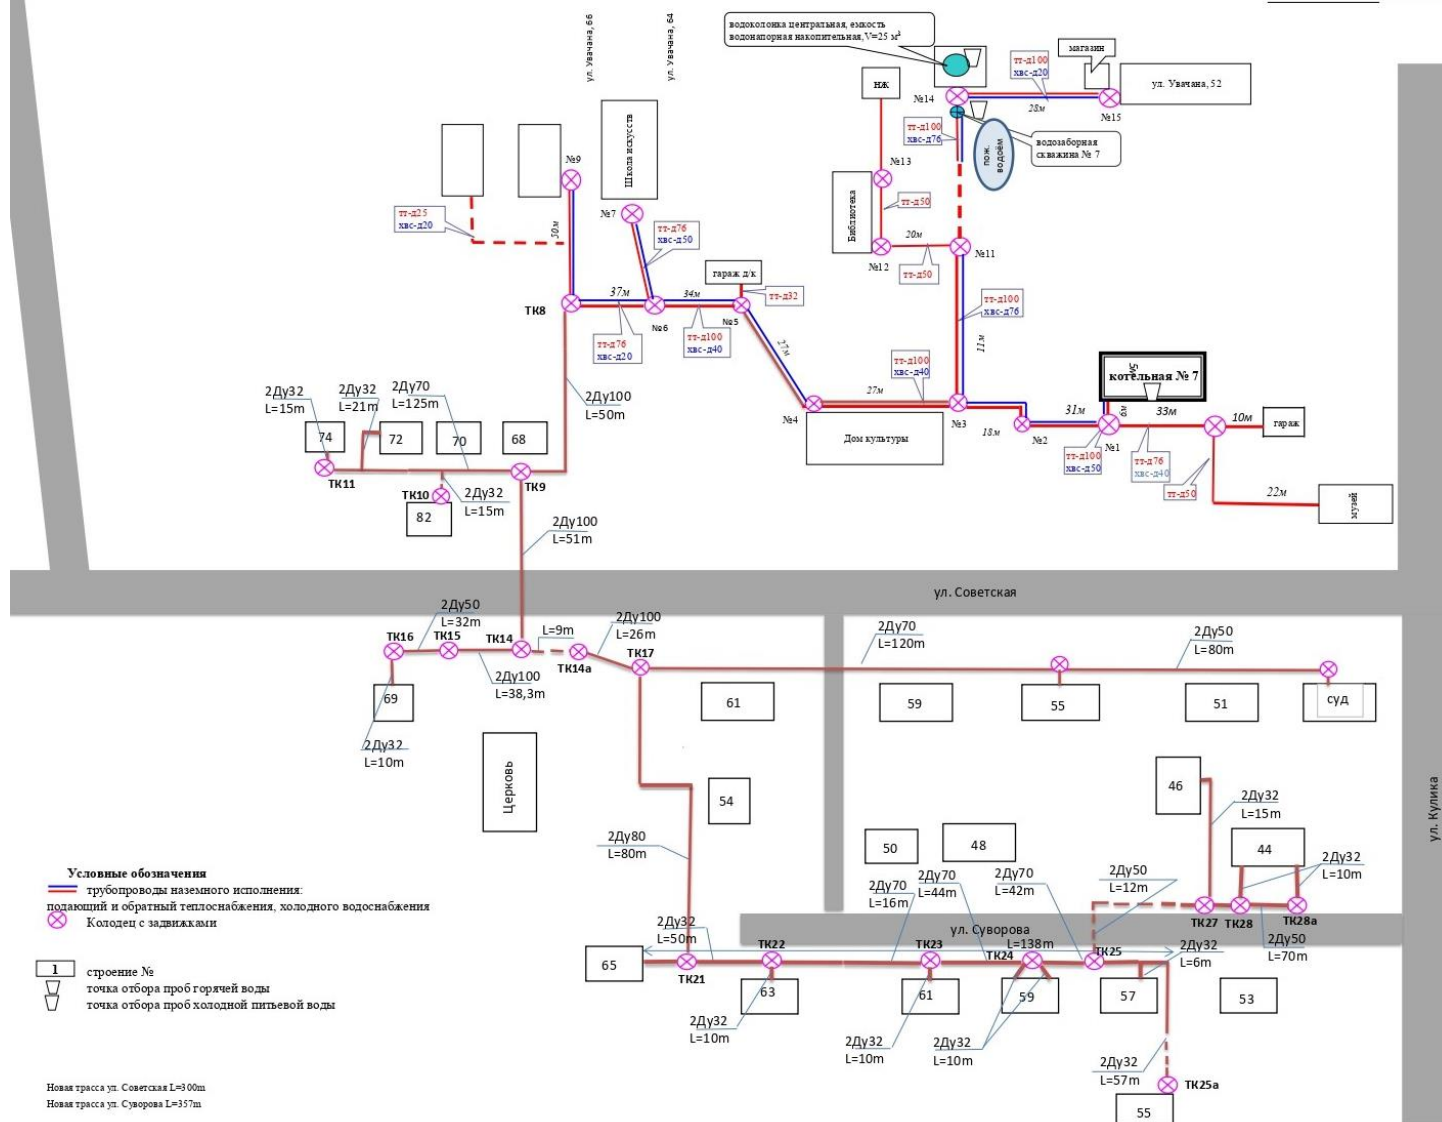 ул. Увачана, 66
ул. Увачана, 64
водоколонка центральная, емкость
водонапорная накопительная, V=25 м³
магазин
тт-д100
хвс-д20
ул. Увачана, 52
нж
№14
28м
№15
тт-д100
хвс-д76
пож.
водоём
водозаборная
скважина № 7
Школа искусств
№9
№13
тт-д50
Библиотека
тт-д25
хвс-д20
50м
№7
тт-д76
хвс-д50
20м
№12
№11
тт-д50
гараж д/к
тт-д32
37м
34м
ТК8
№6
№5
тт-д76
хвс-д20
тт-д100
хвс-д40
27м
тт-д100
хвс-д76
11м
тт-д100
хвс-д40
5м
котельная № 7
2Ду32
L=15m
2Ду32
L=21m
2Ду70
L=125m
2Ду100
L=50m
27м
№4
Дом культуры
№3
18м
№2
31м
6м
33м
10м
гараж
№1
тт-д100
хвс-д50
тт-д76
хвс-д40
тт-д50
22м
музей
74
72
70
68
ТК11
ТК10
2Ду32
L=15m
ТК9
82
2Ду100
L=51m
ул. Советская
2Ду50
L=32m
ТК16
ТК15
ТК14
L=9m
2Ду100
L=26m
ТК17
ТК14а
2Ду100
L=38,3m
2Ду70
L=120m
2Ду50
L=80m
69
61
59
55
51
суд
2Ду32
L=10m
Церковь
54
46
2Ду32
L=15m
ул. Кулика
2Ду80
L=80m
50
48
44
2Ду32
L=10m
2Ду70
L=16m
2Ду70
L=44m
2Ду70
L=42m
2Ду50
L=12m
ТК27
ТК28
ТК28а
2Ду50
L=70m
Условные обозначения
трубопроводы наземного исполнения:
подающий и обратный теплоснабжения, холодного водоснабжения
Колодец с задвижками
1
строение №
точка отбора проб горячей воды
точка отбора проб холодной питьевой воды
ул. Суворова
2Ду32
L=50m
65
ТК21
ТК22
ТК23
ТК24
L=138m
ТК25
2Ду32
L=6m
63
61
59
57
53
2Ду32
L=10m
2Ду32
L=10m
2Ду32
L=10m
2Ду32
L=57m
ТК25а
55
Новая трасса ул. Советская L=300m
Новая трасса ул. Суворова L=357m